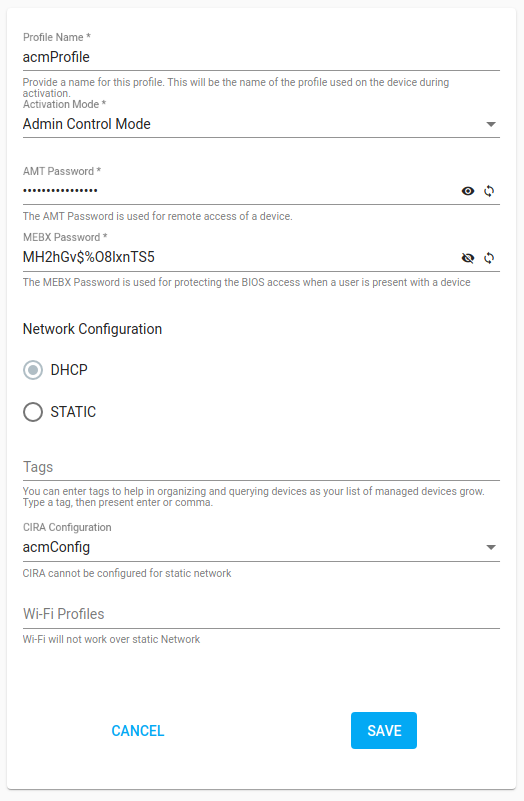 Profile Name *
acmProfile
Provide a name for this profile. This will be the name of the profile used on the device during
activation.
Activation Mode *
Admin Control Mode
AMT Password *
••••••••••••••••
The AMT Password is used for remote access of a device.
MEBX Password *
MH2hGv$%O8IxnTS5
The MEBX Password is used for protecting the BIOS access when a user is present with a device
Network Configuration
DHCP
STATIC
Tags
You can enter tags to help in organizing and querying devices as your list of managed devices grow.
Type a tag, then present enter or comma.
CIRA Configuration
acmConfig
CIRA cannot be configured for static network
Wi-Fi Profiles
Wi-Fi will not work over static Network
CANCEL
SAVE